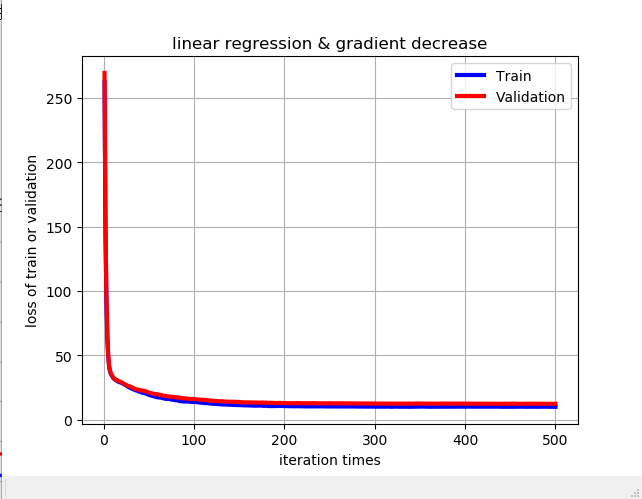 linear regression & gradient decrease
Train
Validation
loss of train or validation
250
200
150
100
50
0
0 100 200 300 400 500
iteration times